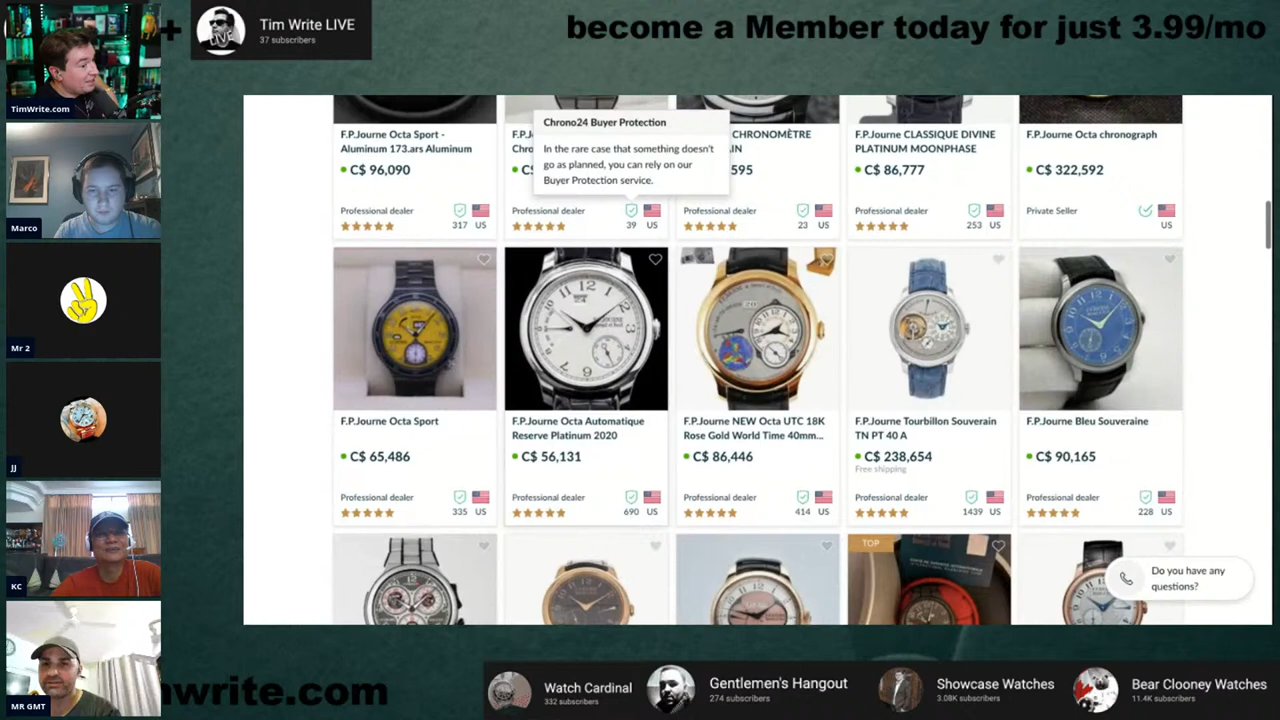 +
Tim Write LIVE
37 subscribers
become a Member today for just 3.99/mo
TimWrite.com
Marco
Mr 2
JJ
KC
MR GMT
F.P.Journe Octa Sport -
Aluminum 173.ars Aluminum
C$ 96,090
Professional dealer
317 US
Chrono24 Buyer Protection
In the rare case that something doesn't
go as planned, you can rely on our
Buyer Protection service.
Professional dealer
39 US
CHRONOMÈTRE
595
Professional dealer
23 US
F.P.Journe CLASSIQUE DIVINE
PLATINUM MOONPHASE
C$ 86,777
Professional dealer
253 US
F.P.Journe Octa chronograph
C$ 322,592
Private Seller
US
F.P.Journe Octa Sport
C$ 65,486
Professional dealer
335 US
F.P.Journe Octa Automatique
Reserve Platinum 2020
C$ 56,131
Professional dealer
690 US
F.P.Journe NEW Octa UTC 18K
Rose Gold World Time 40mm...
C$ 86,446
Professional dealer
414 US
F.P.Journe Tourbillon Souverain
TN PT 40 A
C$ 238,654
Free shipping
Professional dealer
1439 US
F.P.Journe Bleu Souveraine
C$ 90,165
Professional dealer
228 US
TOP
Do you have any
questions?
nwrite.com
Watch Cardinal
332 subscribers
Gentlemen's Hangout
274 subscribers
Showcase Watches
3.08K subscribers
Bear Clooney Watches
11.4K subscribers